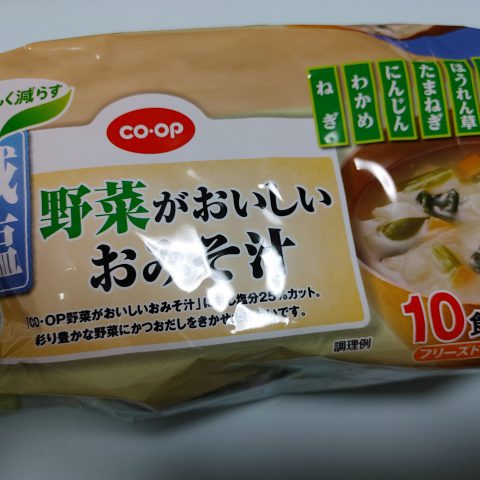 く減らす
減塩
CO・OP
野菜がおいしい
おみそ汁
「CO・OP野菜がおいしおみそ汁」に 塩分25%カット。
彩り豊かな野菜にかつおだしをきかせ いです。
ほうれん草
たまねぎ
にんじん
わかめ
ねぎ
調理例
10食
フリーズド